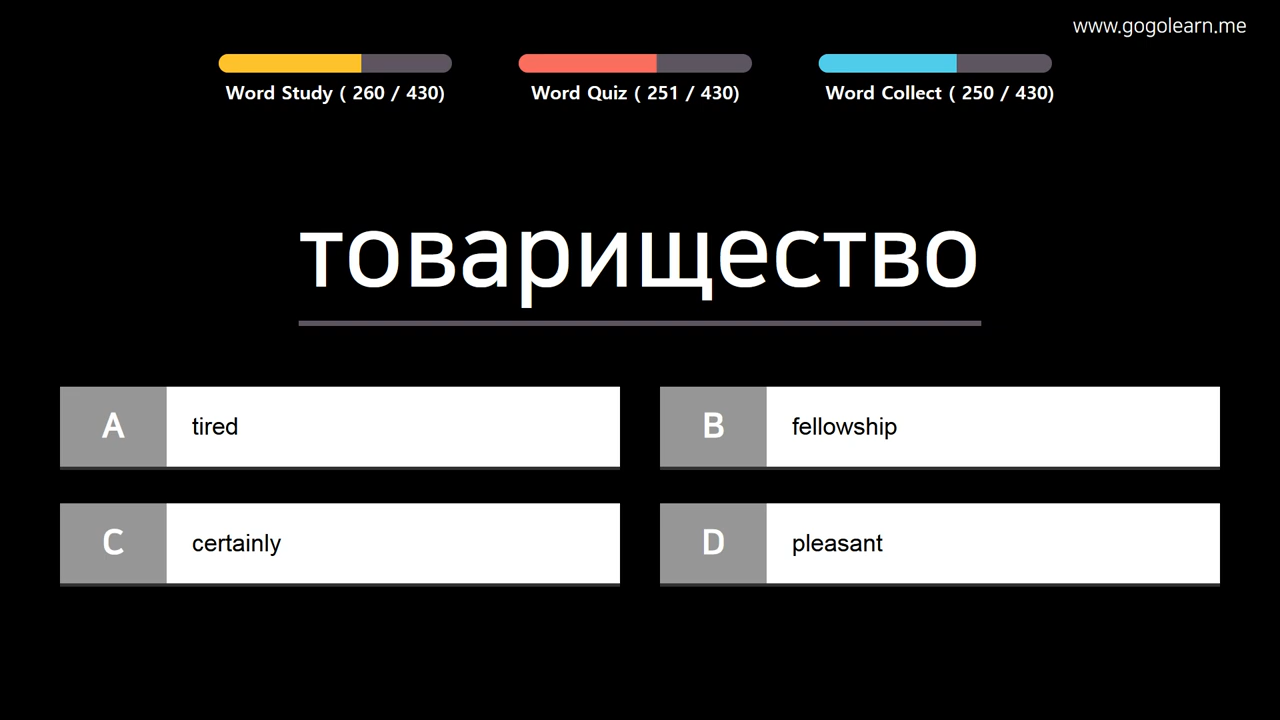 www.gogolearn.me
Word Study ( 260 / 430)
Word Quiz ( 251 / 430)
Word Collect ( 250 / 430)
товарищество
A tired
B fellowship
C certainly
D pleasant